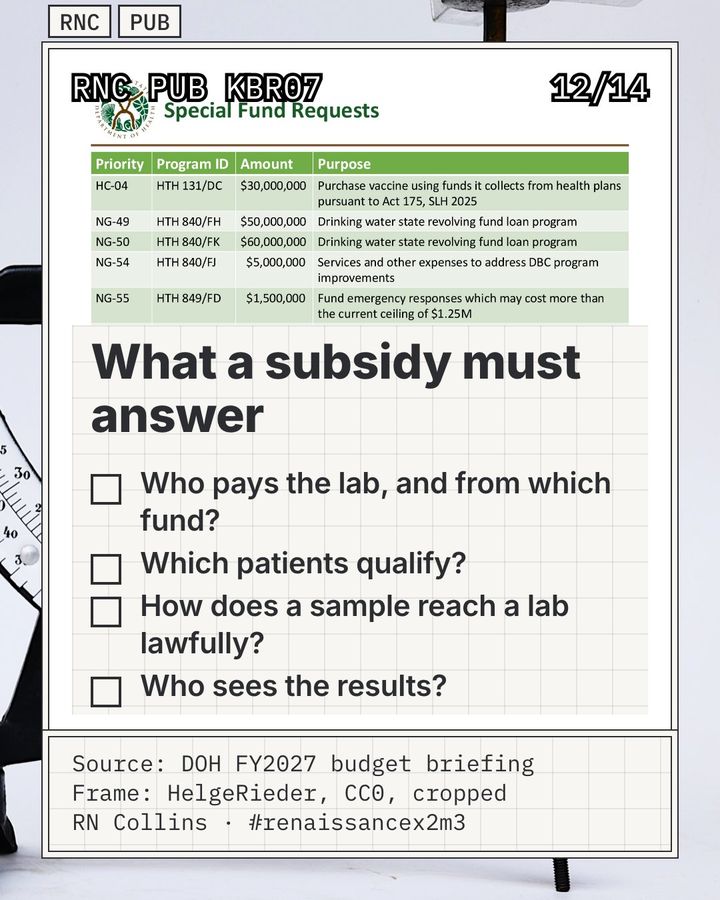 RNC PUB
RNC PUB KBR07 12/14
Special Fund Requests
Priority Program ID Amount Purpose
HC-04 HTH 131/DC $30,000,000 Purchase vaccine using funds it collects from health plans
pursuant to Act 175, SLH 2025
NG-49 HTH 840/FH $50,000,000 Drinking water state revolving fund loan program
NG-50 HTH 840/FK $60,000,000 Drinking water state revolving fund loan program
NG-54 HTH 840/FJ $5,000,000 Services and other expenses to address DBC program
improvements
NG-55 HTH 849/FD $1,500,000 Fund emergency responses which may cost more than
the current ceiling of $1.25M
What a subsidy must
answer
Who pays the lab, and from which
fund?
Which patients qualify?
How does a sample reach a lab
lawfully?
Who sees the results?
Source: DOH FY2027 budget briefing
Frame: HelgeRieder, CC0, cropped
RN Collins · #renaissancex2m3
30
40